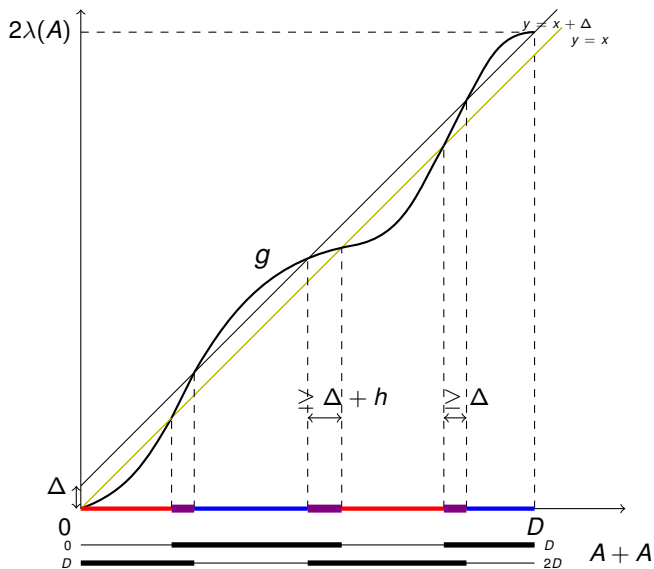 y = x + Δ
2λ(A)
y = x
g
≥ Δ + h
≥ Δ
Δ
0
D
0
D
A + A
D
2D